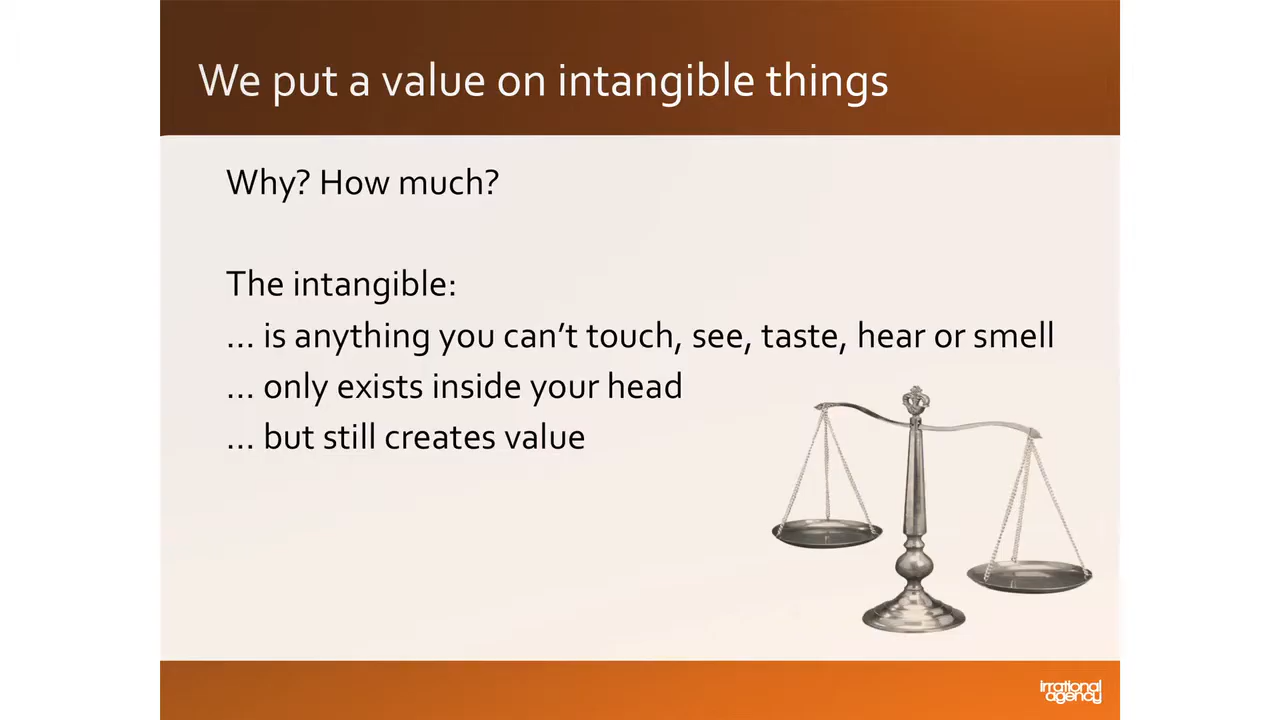 We put a value on intangible things
Why? How much?
The intangible:
... is anything you can’t touch, see, taste, hear or smell
... only exists inside your head
... but still creates value
irrational
agency